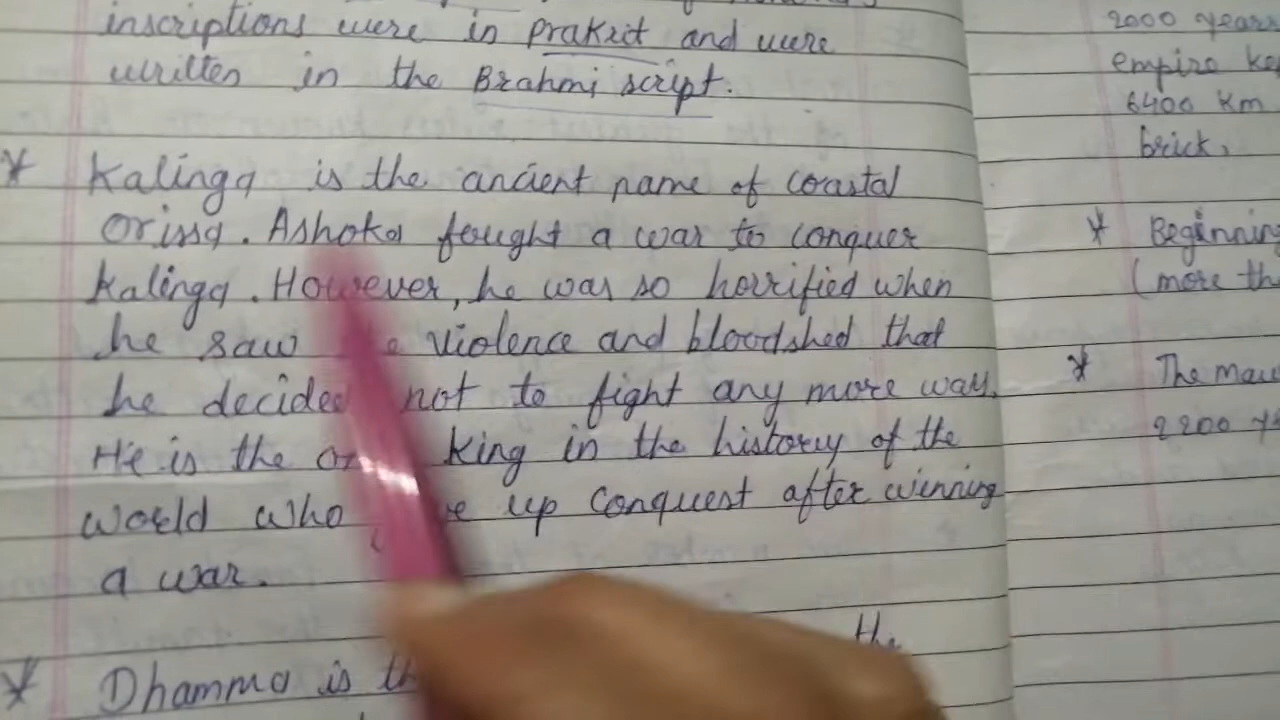 inscriptions were in Prakrit and were
written in the Brahmi script.
* Kalinga is the ancient name of coastal
Orissa. Ashoka fought a war to conquer
Kalinga. However, he was so horrified when
he saw violence and bloodshed that
he decided not to fight any more wars.
He is the king in the history of the
world who up conquest after winning
a war.
the
* Dhamma is
2000 years
empire
6400 Km
brick,
* Beginning
(more
* The
2200